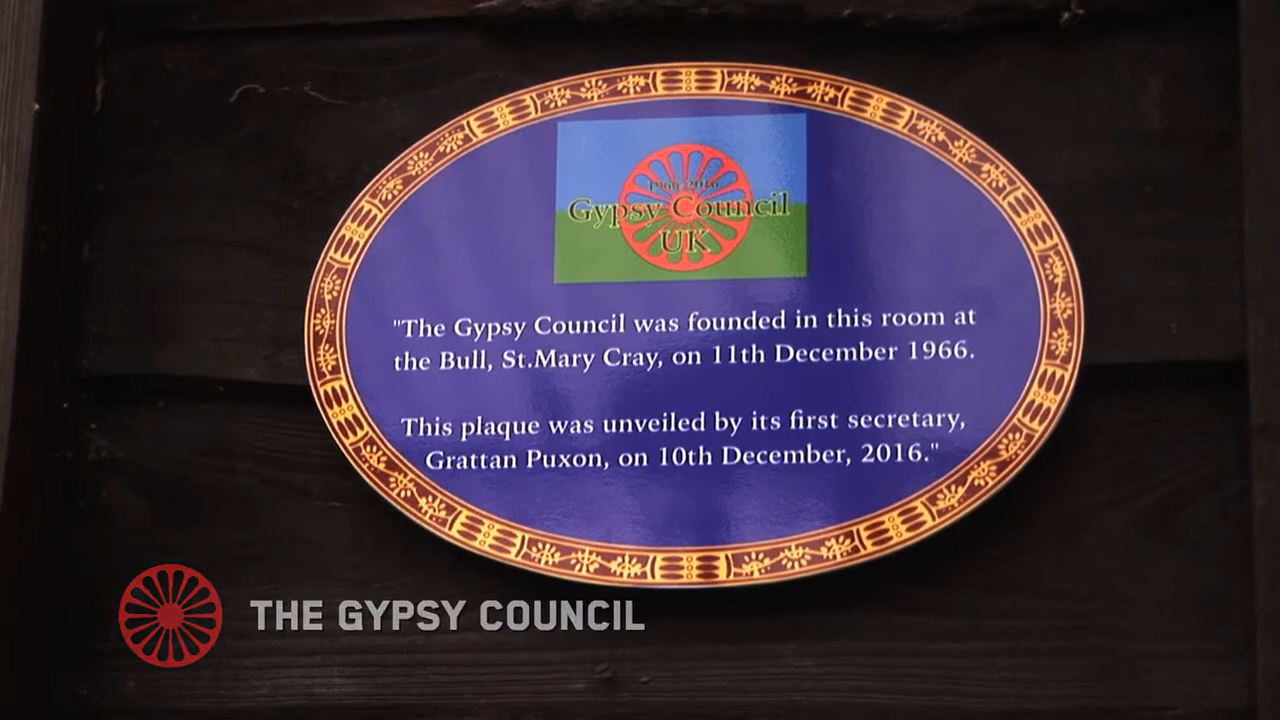 1966-2016
Gypsy Council
UK
"The Gypsy Council was founded in this room at
the Bull, St.Mary Cray, on 11th December 1966.
This plaque was unveiled by its first secretary,
Grattan Puxon, on 10th December, 2016."
THE GYPSY COUNCIL